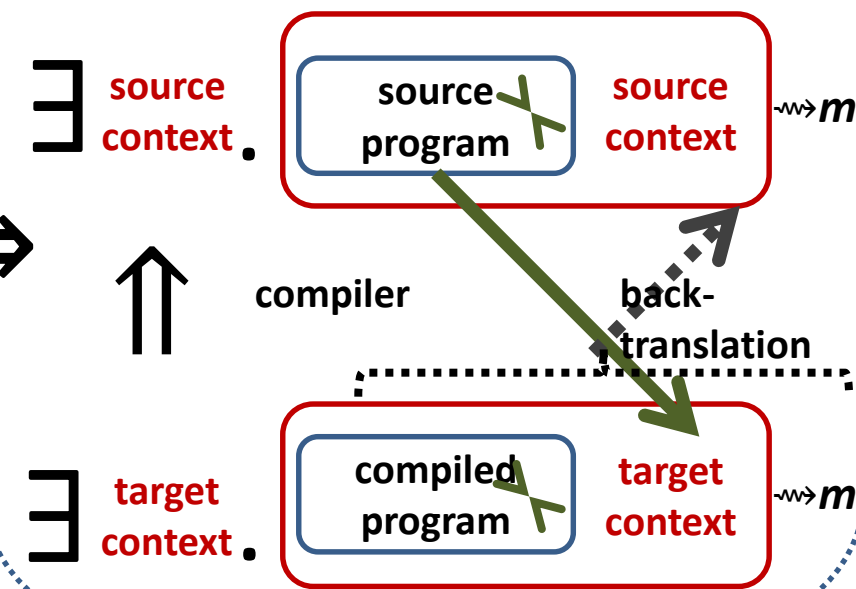 ∃ source context. source program source context ⇝ m
⇒ ⇑ compiler back-translation
∃ target context. compiled program target context ⇝ m